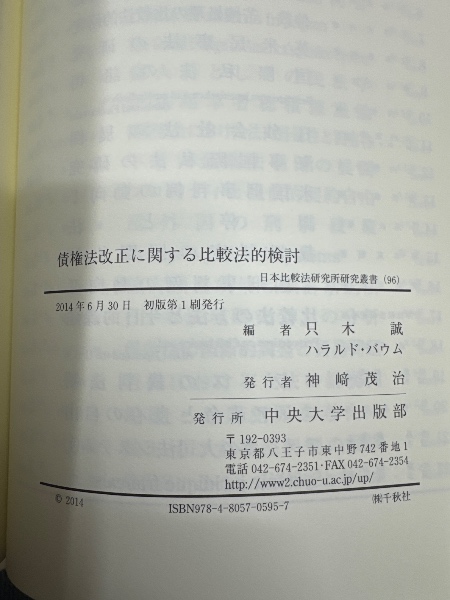 債権法改正に関する比較法的検討
日本比較法研究所研究叢書（96）
2014年6月30日　初版第1刷発行
編者　只木　誠
ハラルド・バウム
発行者　神﨑茂治
発行所　中央大学出版部
〒192-0393
東京都八王子市東中野742番地1
電話 042-674-2351・FAX 042-674-2354
http://www2.chuo-u.ac.jp/up/
© 2014
ISBN978-4-8057-0595-7
㈱千秋社